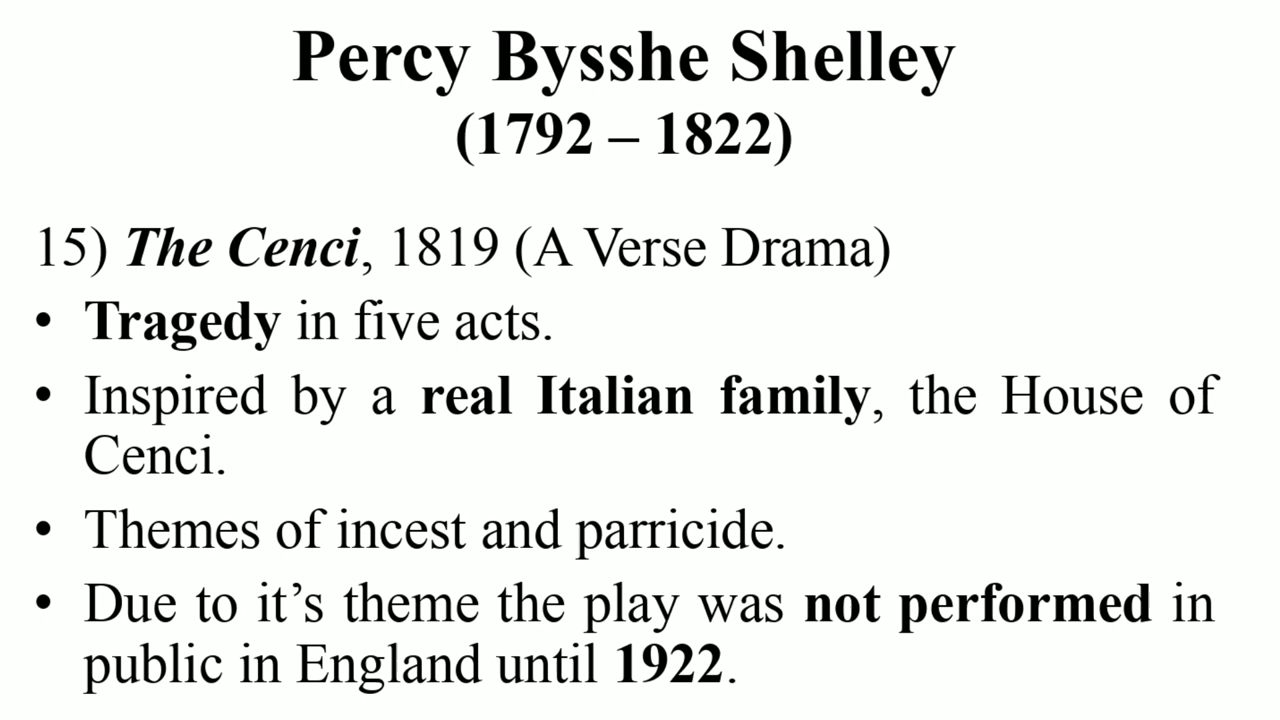 Percy Bysshe Shelley
(1792 – 1822)
15) The Cenci, 1819 (A Verse Drama)
• Tragedy in five acts.
• Inspired by a real Italian family, the House of
Cenci.
• Themes of incest and parricide.
• Due to it’s theme the play was not performed in
public in England until 1922.